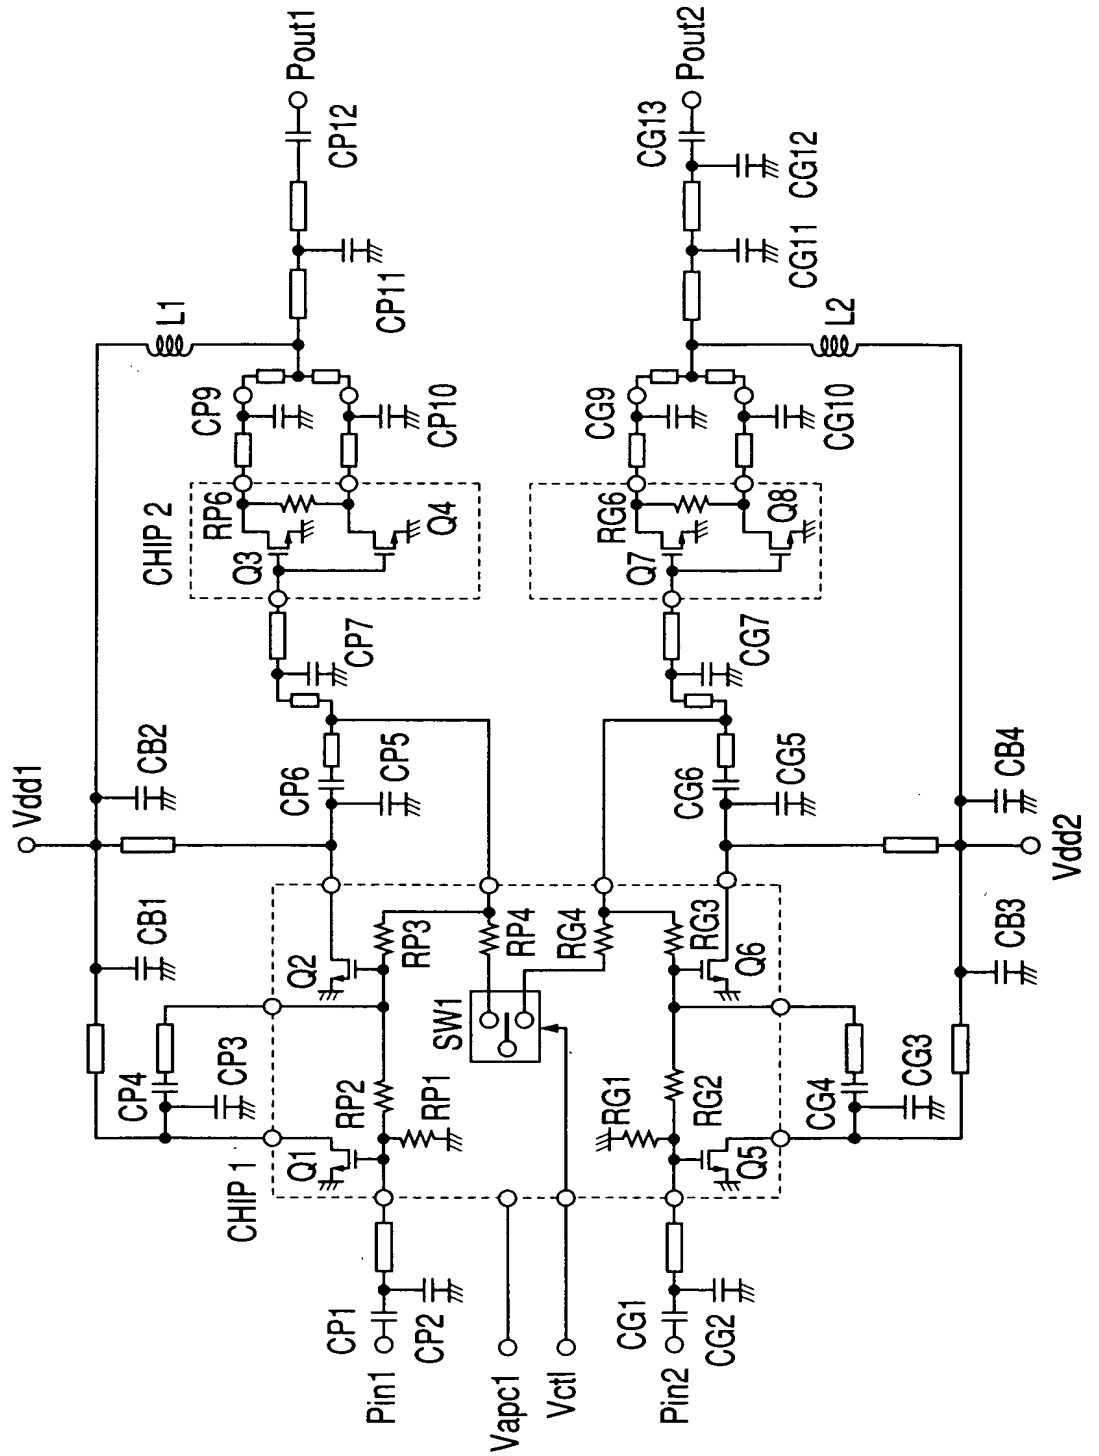 Vdd1
CB1
CB2
L1
CP4
CP3
CHIP 1
Q1
Q2
RP2
RP1
RP3
RP4
CP6
CP5
CP7
CHIP 2
Q3
RP6
Q4
CP9
CP10
CP11
CP12
Pout1
Pin1
CP1
CP2
Vapc1
Vctl
SW1
Pin2
CG1
CG2
RG1
RG2
RG4
RG3
Q5
Q6
CG4
CG3
CG6
CG5
CG7
Q7
RG6
Q8
CG9
CG10
CG11
CG12
CG13
Pout2
L2
CB3
CB4
Vdd2